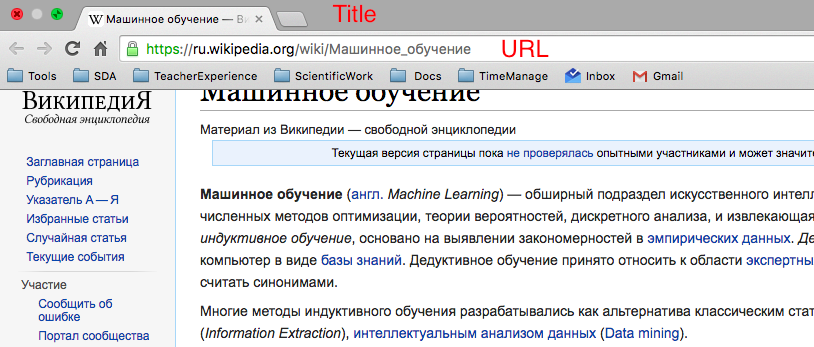 Машинное обучение — Ви
Title
https://ru.wikipedia.org/wiki/Машинное_обучение
URL
Tools SDA TeacherExperience ScientificWork Docs TimeManage Inbox Gmail
ВикипедиЯ
Свободная энциклопедия
Заглавная страница
Рубрикация
Указатель А — Я
Избранные статьи
Случайная статья
Текущие события
Участие
Сообщить об
ошибке
Портал сообщества
Машинное обучение
Материал из Википедии — свободной энциклопедии
Текущая версия страницы пока не проверялась опытными участниками и может значите
Машинное обучение (англ. Machine Learning) — обширный подраздел искусственного интелл
численных методов оптимизации, теории вероятностей, дискретного анализа, и извлекающая
индуктивное обучение, основано на выявлении закономерностей в эмпирических данных. Де
компьютер в виде базы знаний. Дедуктивное обучение принято относить к области экспертны
считать синонимами.
Многие методы индуктивного обучения разрабатывались как альтернатива классическим стат
(Information Extraction), интеллектуальным анализом данных (Data mining).